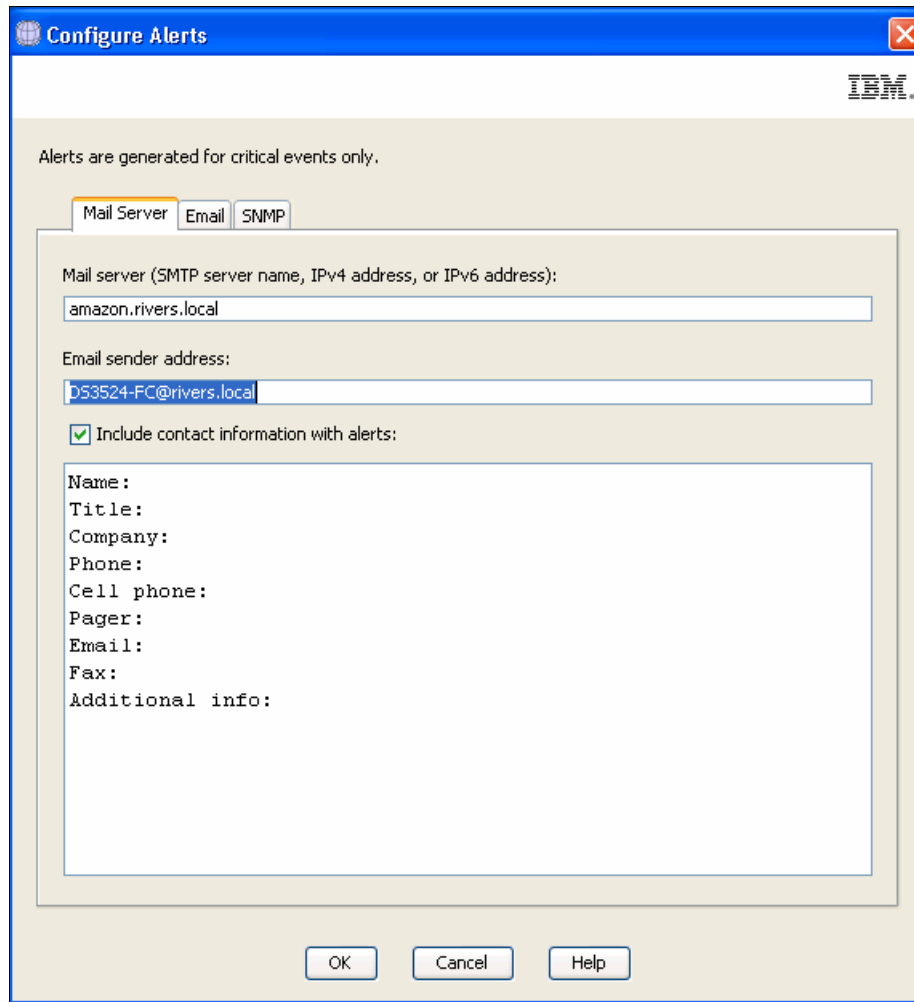 Configure Alerts
IBM.
Alerts are generated for critical events only.
Mail Server Email SNMP
Mail server (SMTP server name, IPv4 address, or IPv6 address):
amazon.rivers.local
Email sender address:
DS3524-FC@rivers.local
Include contact information with alerts:
Name:
Title:
Company:
Phone:
Cell phone:
Pager:
Email:
Fax:
Additional info:
OK Cancel Help